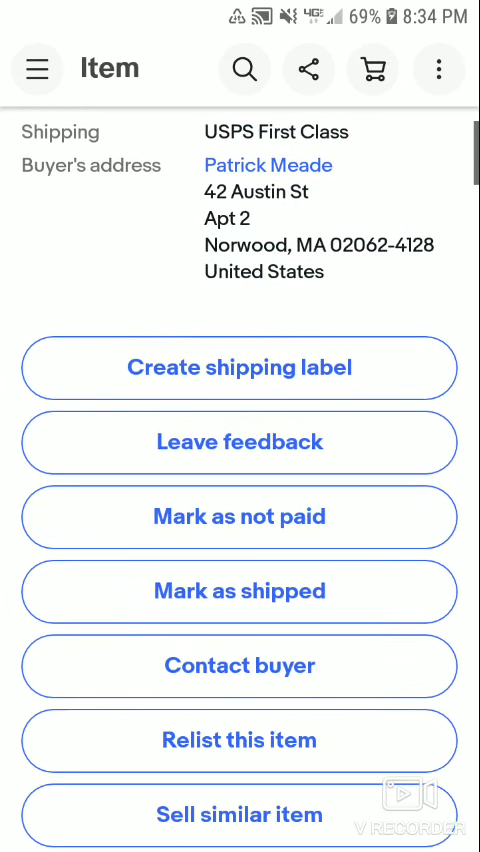 4GE 69% 8:34 PM
Item
Shipping USPS First Class
Buyer's address Patrick Meade
42 Austin St
Apt 2
Norwood, MA 02062-4128
United States
Create shipping label
Leave feedback
Mark as not paid
Mark as shipped
Contact buyer
Relist this item
Sell similar item
V RECORDER